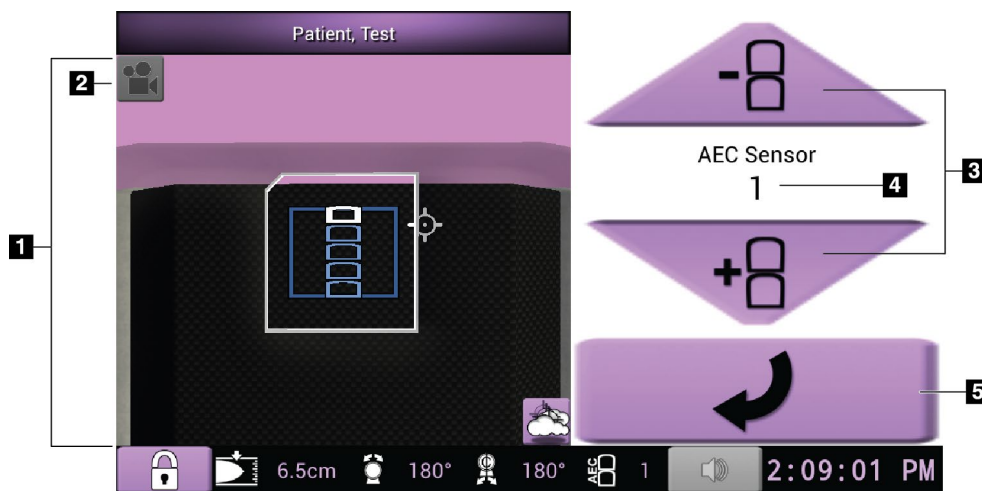 Patient, Test
1
2
-
AEC Sensor
1
3
4
+
5
6.5cm
180°
180°
AEC
1
2:09:01 PM